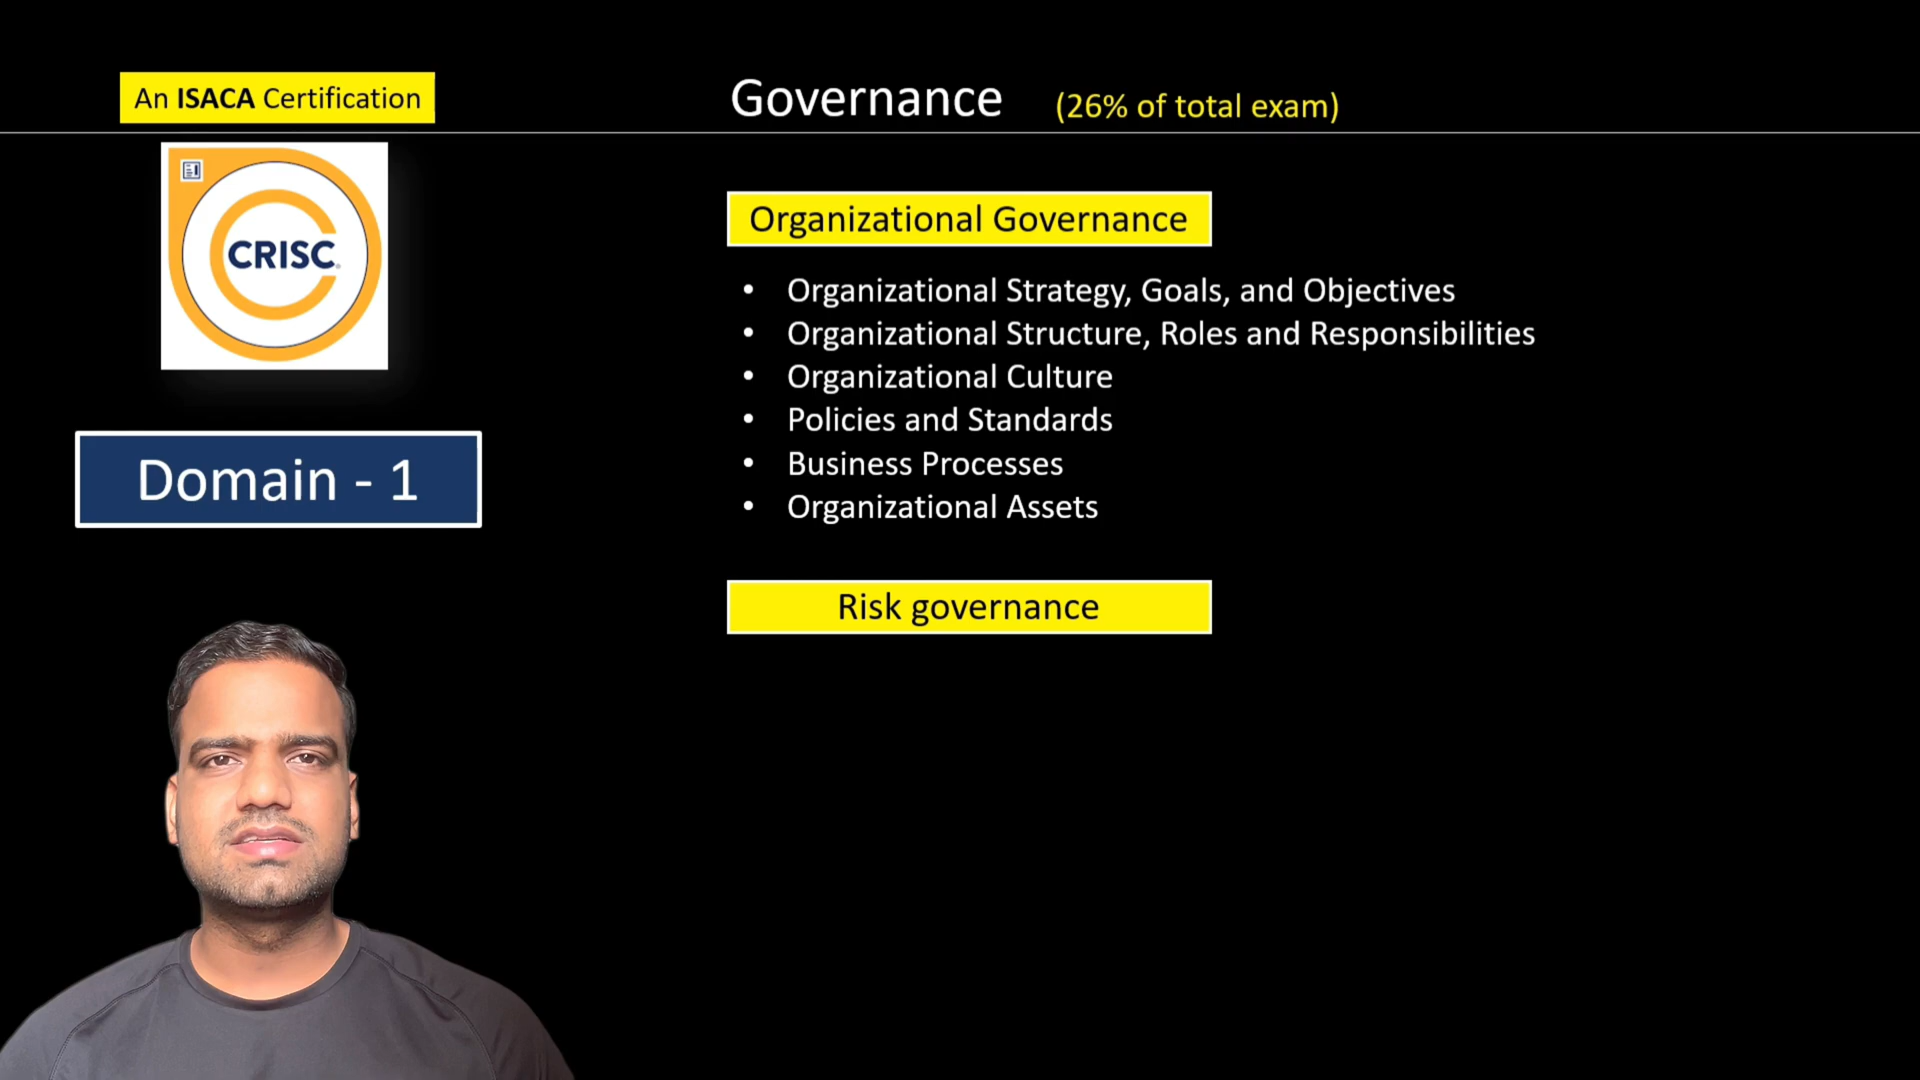 An ISACA Certification
Governance (26% of total exam)
CRISC®
Domain - 1
Organizational Governance
• Organizational Strategy, Goals, and Objectives
• Organizational Structure, Roles and Responsibilities
• Organizational Culture
• Policies and Standards
• Business Processes
• Organizational Assets
Risk governance